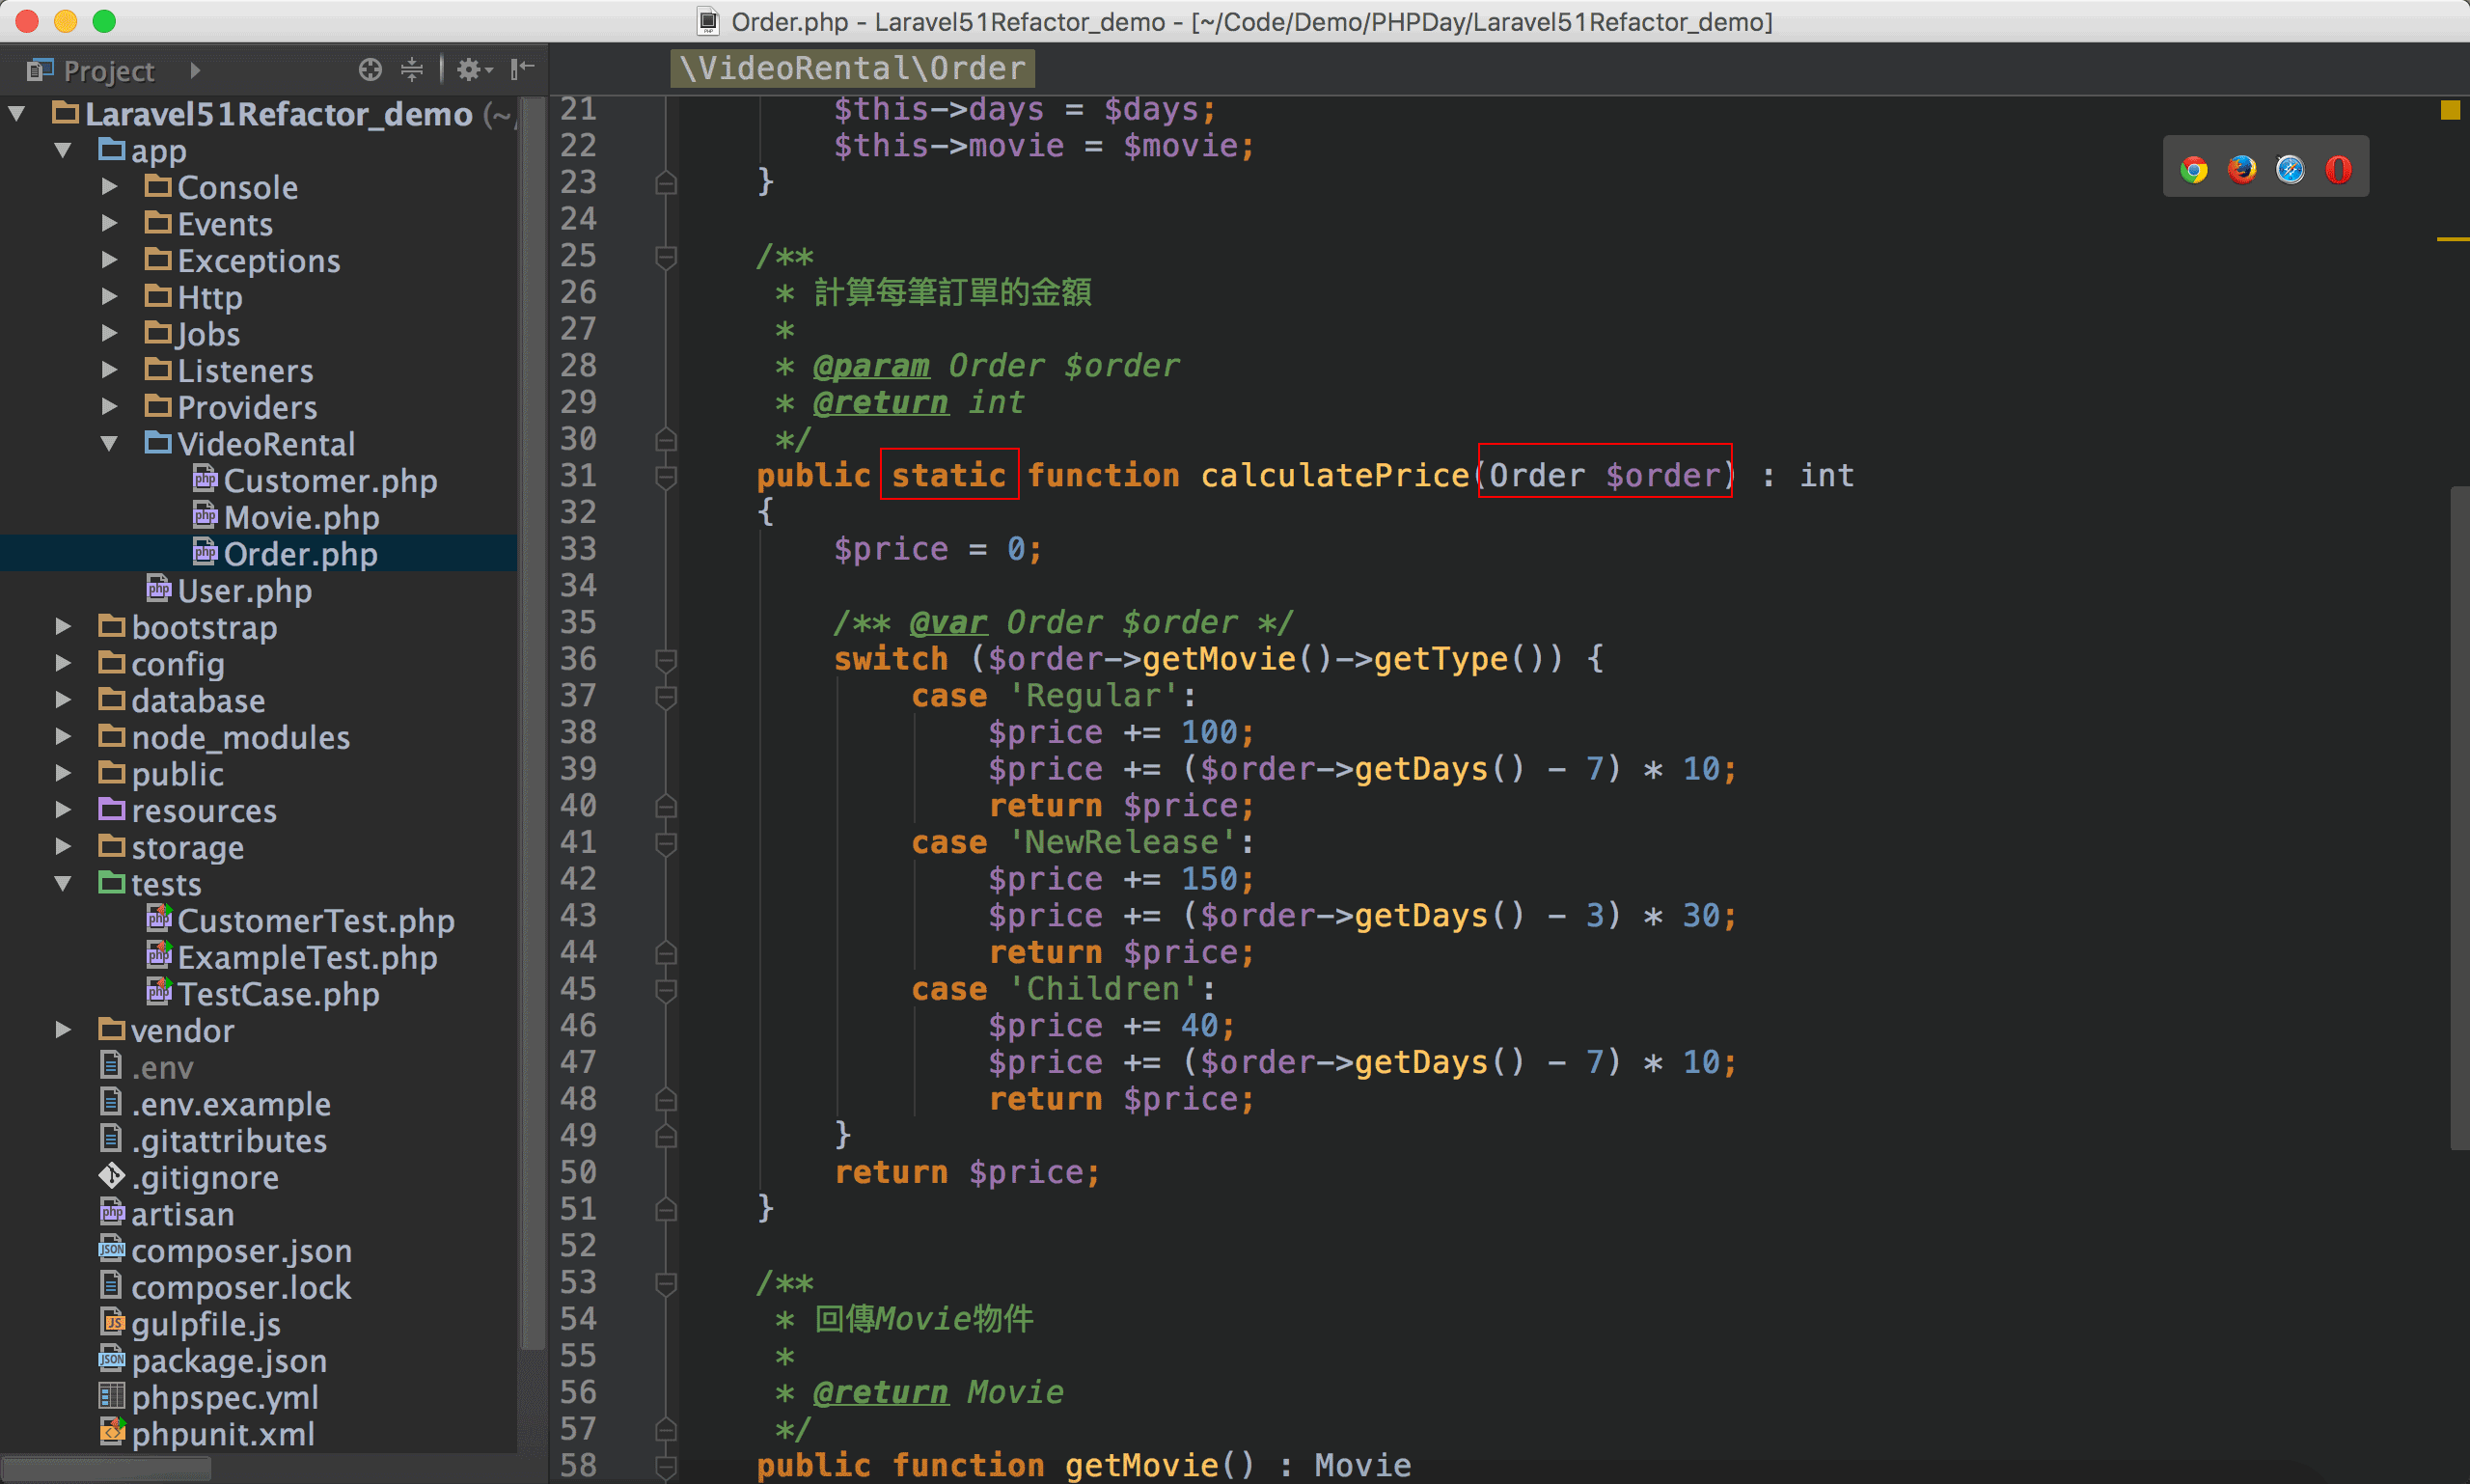 Order.php - Laravel51Refactor_demo - [~/Code/Demo/PHPDay/Laravel51Refactor_demo]
Project
\VideoRental\Order
Laravel51Refactor_demo (~/
app
Console
Events
Exceptions
Http
Jobs
Listeners
Providers
VideoRental
Customer.php
Movie.php
Order.php
User.php
bootstrap
config
database
node_modules
public
resources
storage
tests
CustomerTest.php
ExampleTest.php
TestCase.php
vendor
.env
.env.example
.gitattributes
.gitignore
artisan
composer.json
composer.lock
gulpfile.js
package.json
phpspec.yml
phpunit.xml
21 $this->days = $days;
22 $this->movie = $movie;
23 }
24
25 /**
26 * 計算每筆訂單的金額
27 *
28 * @param Order $order
29 * @return int
30 */
31 public static function calculatePrice(Order $order) : int
32 {
33 $price = 0;
34
35 /** @var Order $order */
36 switch ($order->getMovie()->getType()) {
37 case 'Regular':
38 $price += 100;
39 $price += ($order->getDays() - 7) * 10;
40 return $price;
41 case 'NewRelease':
42 $price += 150;
43 $price += ($order->getDays() - 3) * 30;
44 return $price;
45 case 'Children':
46 $price += 40;
47 $price += ($order->getDays() - 7) * 10;
48 return $price;
49 }
50 return $price;
51 }
52
53 /**
54 * 回傳Movie物件
55 *
56 * @return Movie
57 */
58 public function getMovie() : Movie